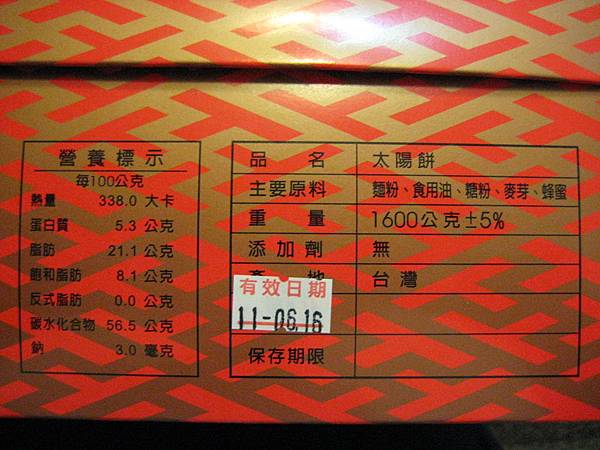 營養標示
每100公克
熱量 338.0 大卡
蛋白質 5.3 公克
脂肪 21.1 公克
飽和脂肪 8.1 公克
反式脂肪 0.0 公克
碳水化合物 56.5 公克
鈉 3.0 毫克
品名 太陽餅
主要原料 麵粉、食用油、糖粉、麥芽、蜂蜜
重量 1600公克±5%
添加劑 無
產地 台灣
有效日期
11-06.16
保存期限